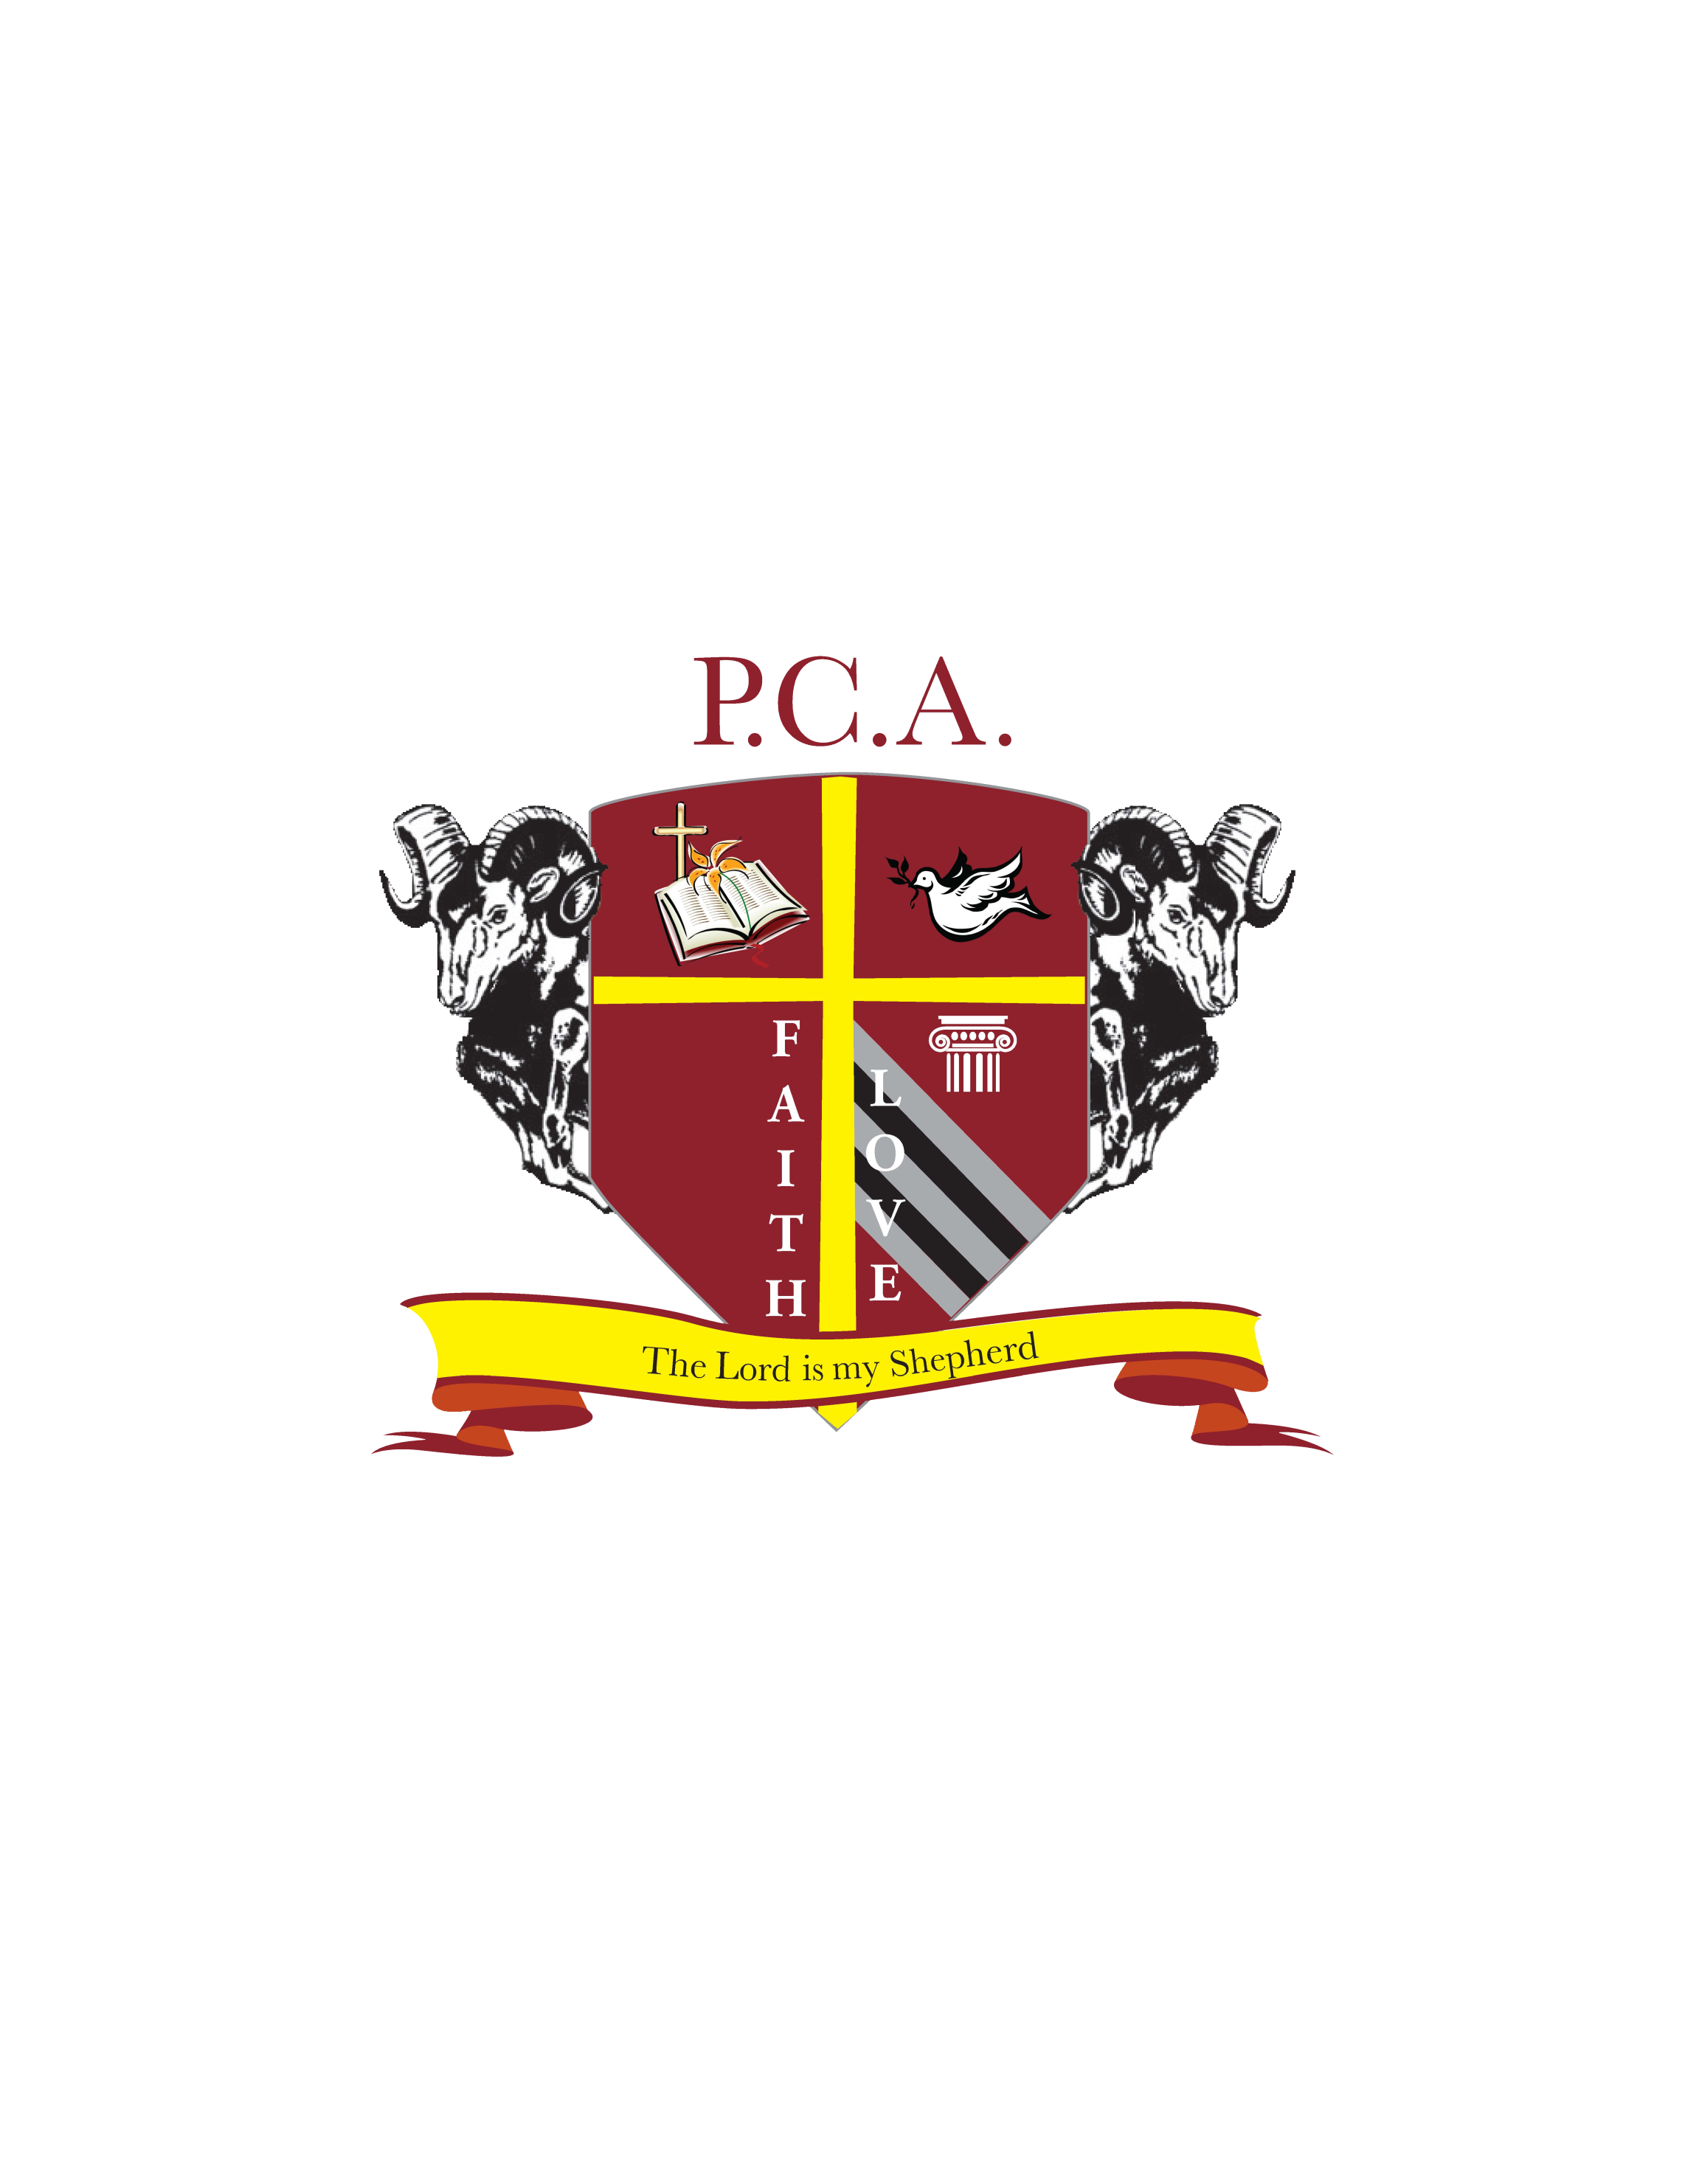 P.C.A.
FAITH
LOVE
The Lord is my Shepherd